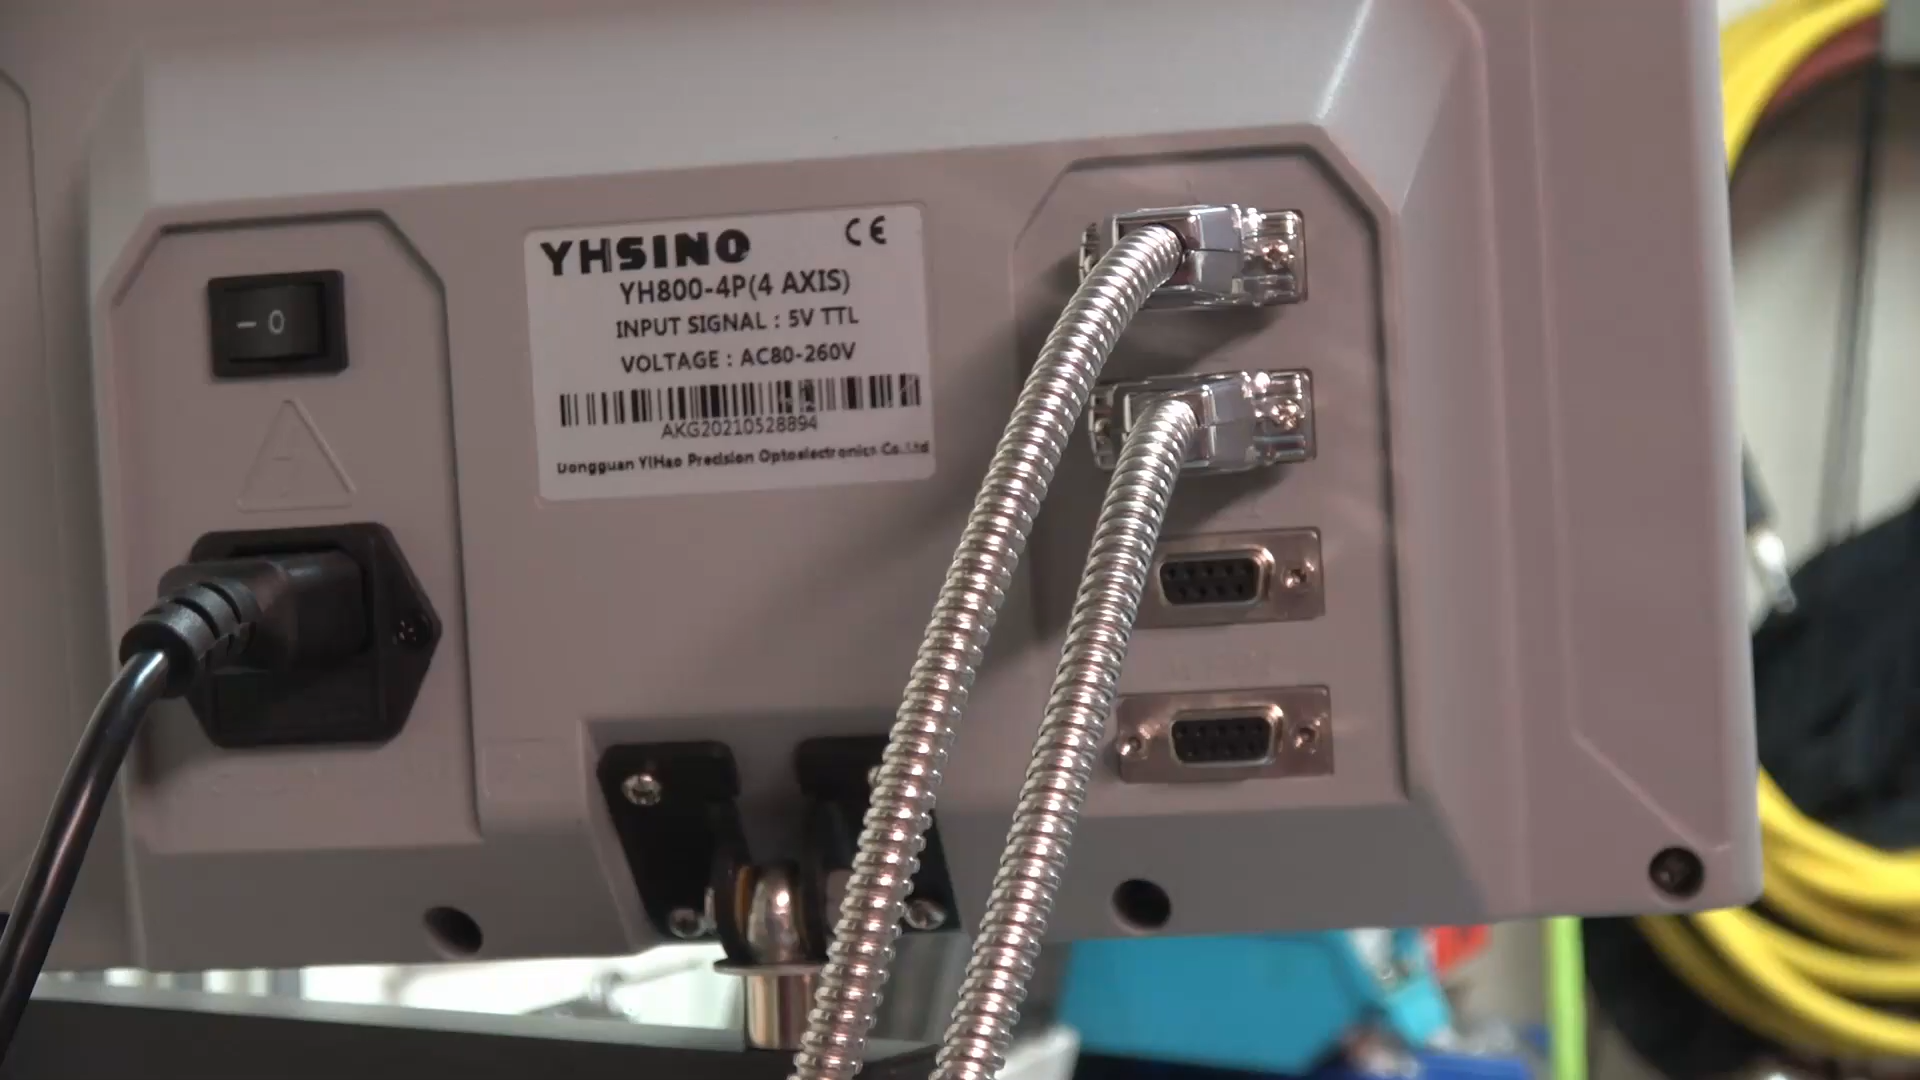 YHSINO CE
YH800-4P(4 AXIS)
INPUT SIGNAL : 5V TTL
VOLTAGE : AC80-260V
AKG20210528894
Dongguan YiHao Precision Optoelectronics Co.Ltd
– O